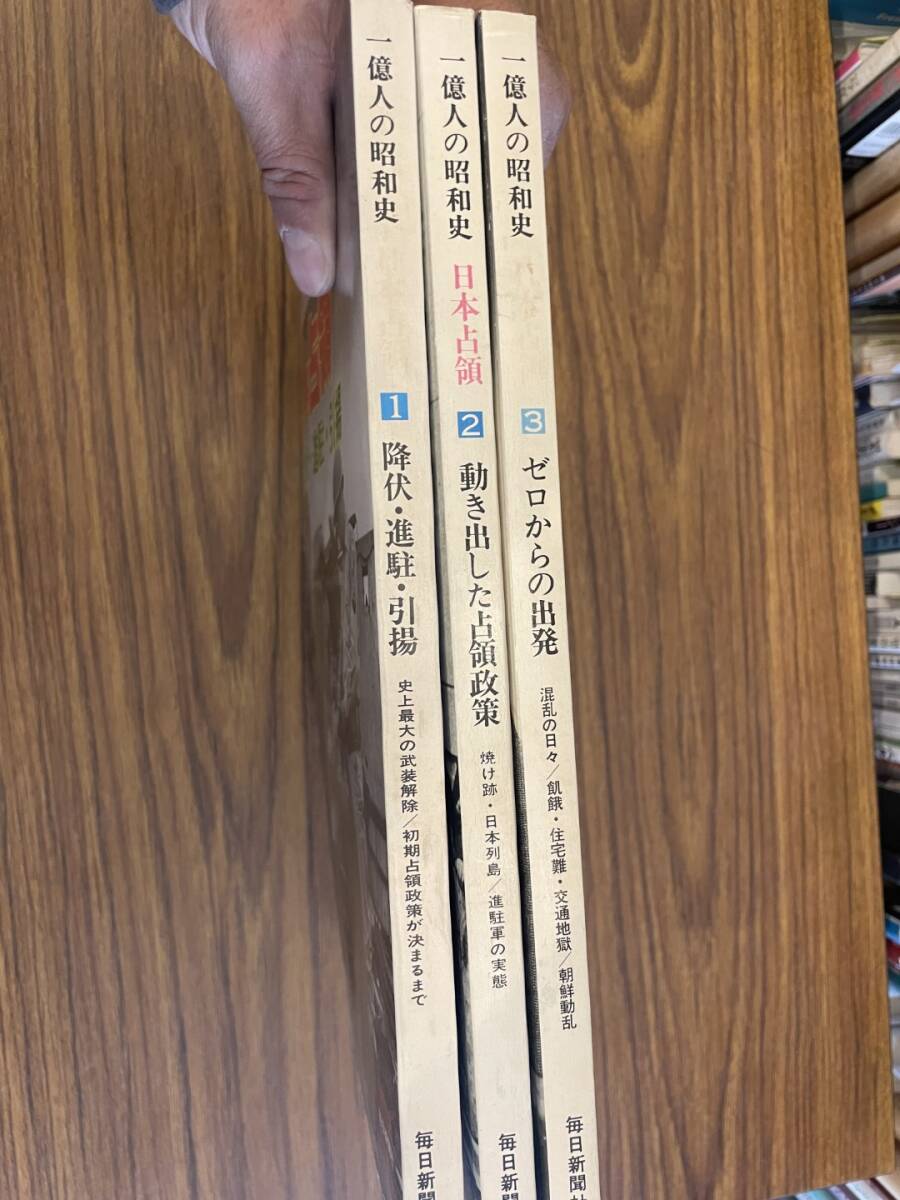 一億人の昭和史
1
降伏・進駐・引揚
史上最大の武装解除/初期占領政策が決まるまで
毎日新聞
一億人の昭和史
日本占領
2
動き出した占領政策
焼け跡・日本列島/進駐軍の実態
毎日新聞
一億人の昭和史
3
ゼロからの出発
混乱の日々/飢餓・住宅難・交通地獄/朝鮮動乱
毎日新聞社